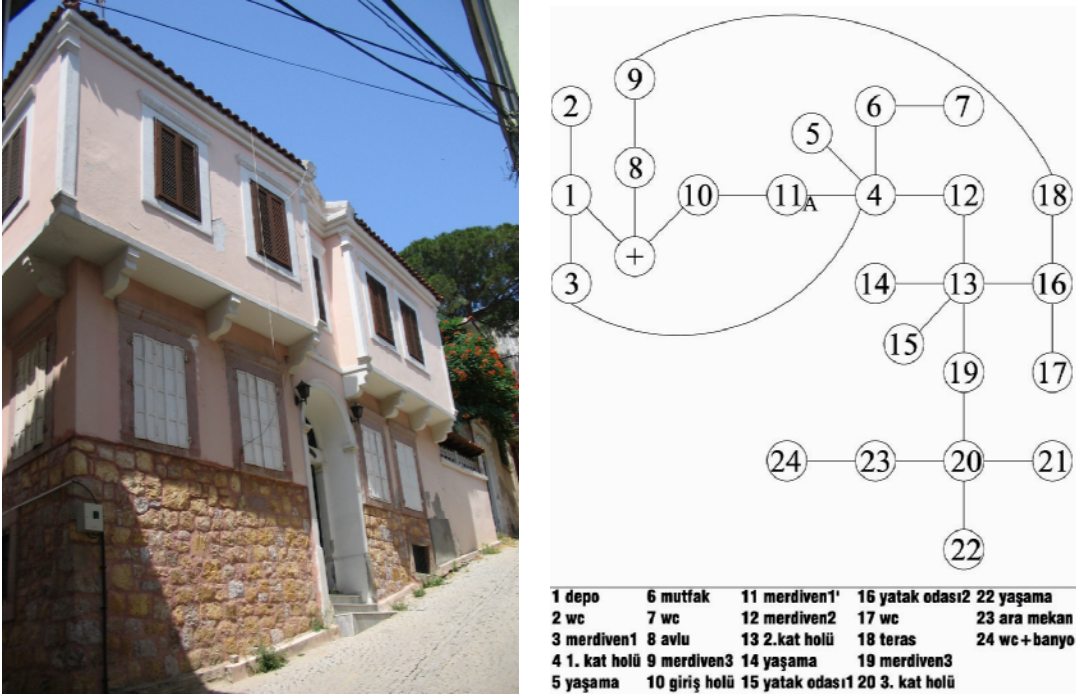 9
2
6 7
5
8
1 10 11 A 4 12 18
+
3 14 13 16
15
19 17
24 23 20 21
22
1 depo 6 mutfak 11 merdiven1' 16 yatak odası2 22 yaşama
2 wc 7 wc 12 merdiven2 17 wc 23 ara mekan
3 merdiven1 8 avlu 13 2.kat holü 18 teras 24 wc+banyo
4 1. kat holü 9 merdiven3 14 yaşama 19 merdiven3
5 yaşama 10 giriş holü 15 yatak odası1 20 3. kat holü